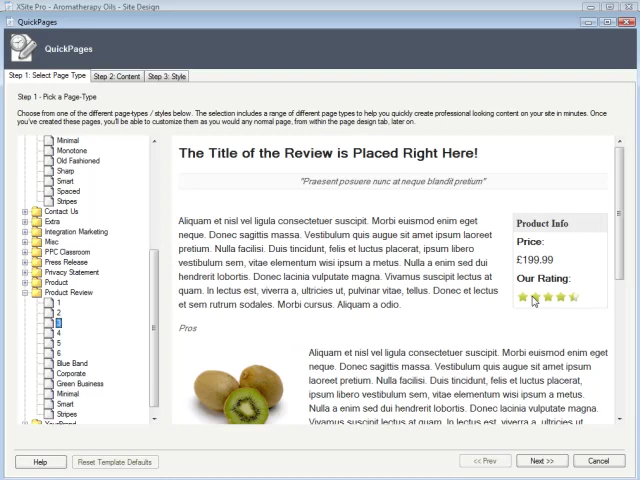 XSite Pro - Aromatherapy Oils - Site Design
QuickPages
QuickPages
Step 1: Select Page Type
Step 2: Content
Step 3: Style
Step 1 - Pick a Page-Type
Choose from one of the different page-types / styles below. The selection includes a range of different page types to help you quickly create professional looking content on your site in minutes. Once
you've created these pages, you'll be able to customize them as you would any normal page, from within the page design tab, later on.
Minimal
Monotone
Old Fashioned
Sharp
Smart
Spaced
Stripes
Contact Us
Extra
Integration Marketing
Misc
PPC Classroom
Press Release
Privacy Statement
Product
Product Review
1
2
3
4
5
6
Blue Band
Corporate
Green Business
Minimal
Smart
Stripes
The Title of the Review is Placed Right Here!
"Praesent posuere nunc at neque blandit pretium"
Aliquam et nisl vel ligula consectetuer suscipit. Morbi euismod enim eget
neque. Donec sagittis massa. Vestibulum quis augue sit amet ipsum laoreet
pretium. Nulla facilisi. Duis tincidunt, felis et luctus placerat, ipsum libero
vestibulum sem, vitae elementum wisi ipsum a metus. Nulla a enim sed dui
hendrerit lobortis. Donec lacinia vulputate magna. Vivamus suscipit lectus at
quam. In lectus est, viverra a, ultricies ut, pulvinar vitae, tellus. Donec et lectus
et sem rutrum sodales. Morbi cursus. Aliquam a odio.
Product Info
Price:
£199.99
Our Rating:
Pros
Aliquam et nisl vel ligula consectetuer suscipit. Morbi euismod enim eget
neque. Donec sagittis massa. Vestibulum quis augue sit amet ipsum
laoreet pretium. Nulla facilisi. Duis tincidunt, felis et luctus placerat,
ipsum libero vestibulum sem, vitae elementum wisi ipsum a metus.
Nulla a enim sed dui hendrerit lobortis. Donec lacinia vulputate magna.
Vivamus suscipit lectus at quam. In lectus est, viverra a, ultricies ut,
Help
Reset Template Defaults
<< Prev
Next >>
Cancel